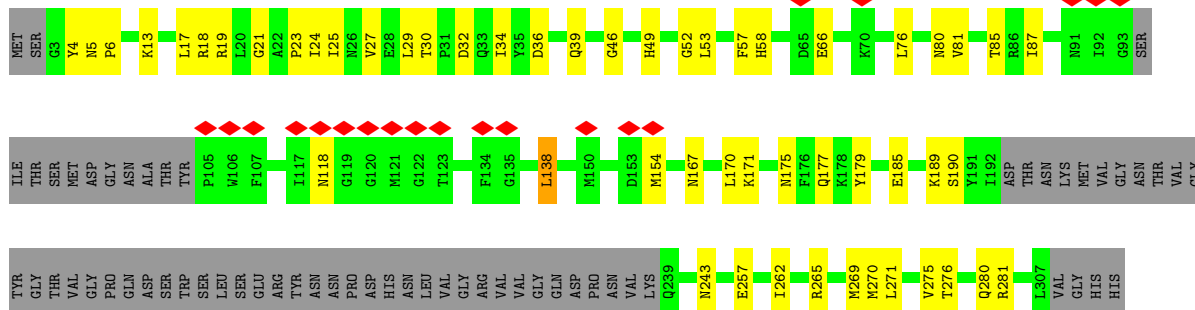 MET SER G3 Y4 N5 P6 K13 L17 R18 R19 L20 G21 A22 P23 I24 I25 N26 V27 E28 L29 T30 P31 D32 Q33 I34 Y35 D36 Q39 G46 H49 G52 L53 F57 H58 D65 E66 K70 L76 N80 V81 T85 R86 I87 N91 I92 G93 SER
ILE THR SER MET ASP GLY ASN ALA THR TYR P105 W106 F107 I117 N118 G119 G120 M121 G122 T123 F134 G135 L138 M150 D153 M154 N167 L170 K171 N175 F176 Q177 K178 Y179 E185 K189 S190 Y191 I192 ASP THR ASN LYS MET VAL GLY ASN THR VAL GLY
TYR GLY THR VAL GLY PRO GLN ASP SER TRP SER LEU SER GLU ARG TYR ASN ASN PRO ASP HIS ASN LEU VAL GLY ARG VAL VAL GLY GLN ASP PRO ASN VAL LYS Q239 N243 E257 I262 R265 M269 M270 L271 V275 T276 Q280 R281 L307 VAL GLY HIS HIS